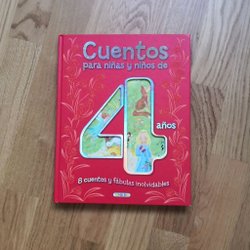 Cuentos
para niñas y niños de
4
años
8 cuentos y fábulas inolvidables